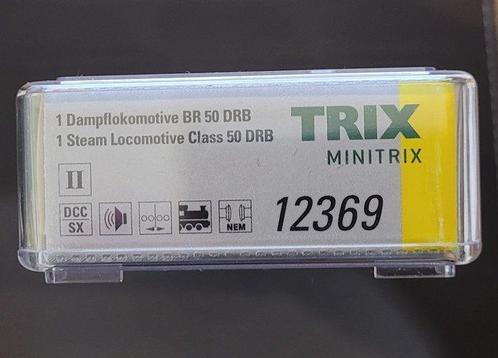 1 Dampflokomotive BR 50 DRB
1 Steam Locomotive Class 50 DRB
TRIX
MINITRIX
II
DCC
SX
NEM
12369